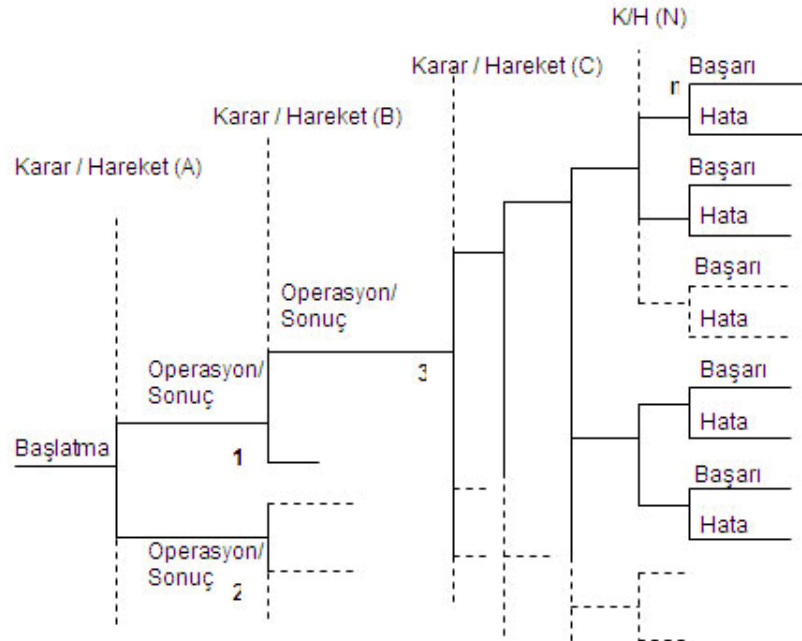 K/H (N)
Karar / Hareket (C)
Karar / Hareket (B)
Karar / Hareket (A)
n
Başarı
Hata
Başarı
Hata
Başarı
Hata
Operasyon/
Sonuç
3
Operasyon/
Sonuç
1
Başlatma
Başarı
Hata
Başarı
Hata
Operasyon/
Sonuç
2